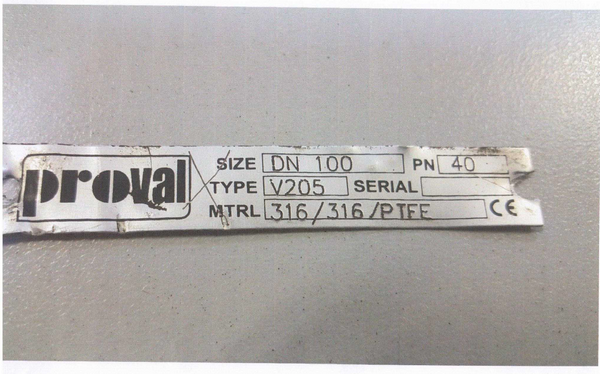 proval
SIZE DN 100 PN 40
TYPE V205 SERIAL
MTRL 316/316/PTFE CE